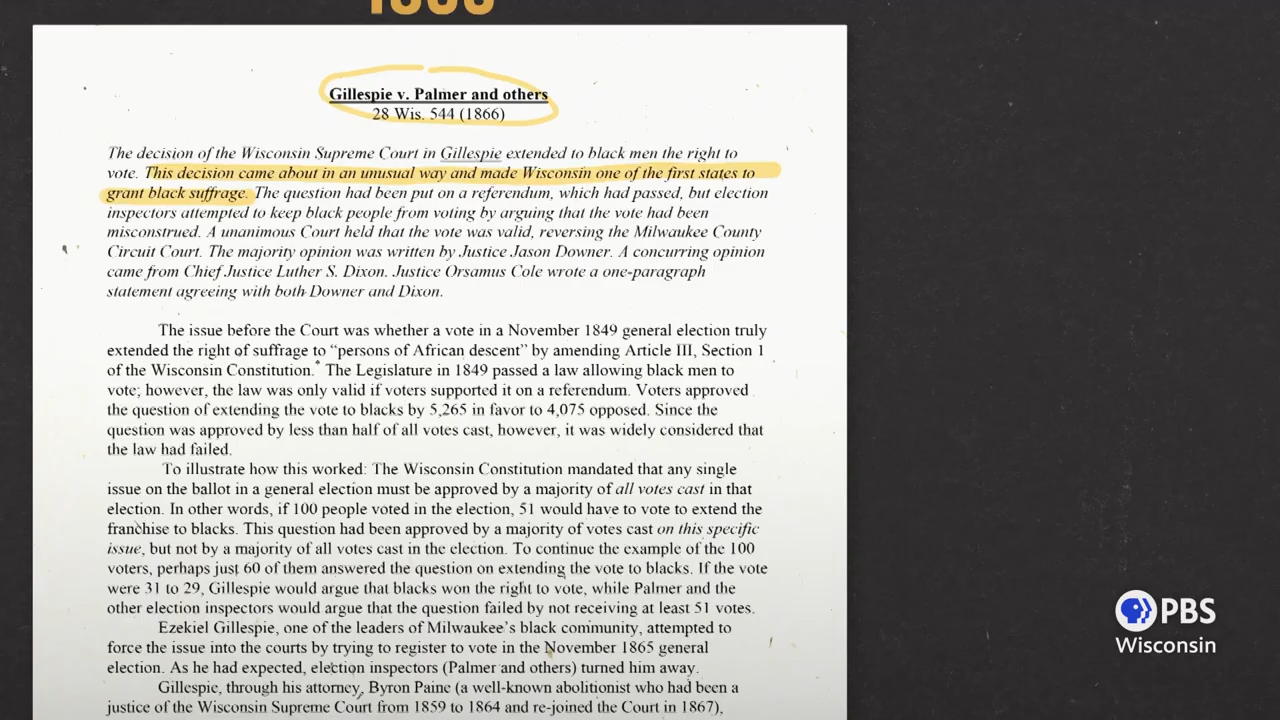 1866
Gillespie v. Palmer and others
28 Wis. 544 (1866)
The decision of the Wisconsin Supreme Court in Gillespie extended to black men the right to
vote. This decision came about in an unusual way and made Wisconsin one of the first states to
grant black suffrage. The question had been put on a referendum, which had passed, but election
inspectors attempted to keep black people from voting by arguing that the vote had been
misconstrued. A unanimous Court held that the vote was valid, reversing the Milwaukee County
Circuit Court. The majority opinion was written by Justice Jason Downer. A concurring opinion
came from Chief Justice Luther S. Dixon. Justice Orsamus Cole wrote a one-paragraph
statement agreeing with both Downer and Dixon.
The issue before the Court was whether a vote in a November 1849 general election truly
extended the right of suffrage to “persons of African descent” by amending Article III, Section 1
of the Wisconsin Constitution.* The Legislature in 1849 passed a law allowing black men to
vote; however, the law was only valid if voters supported it on a referendum. Voters approved
the question of extending the vote to blacks by 5,265 in favor to 4,075 opposed. Since the
question was approved by less than half of all votes cast, however, it was widely considered that
the law had failed.
To illustrate how this worked: The Wisconsin Constitution mandated that any single
issue on the ballot in a general election must be approved by a majority of all votes cast in that
election. In other words, if 100 people voted in the election, 51 would have to vote to extend the
franchise to blacks. This question had been approved by a majority of votes cast on this specific
issue, but not by a majority of all votes cast in the election. To continue the example of the 100
voters, perhaps just 60 of them answered the question on extending the vote to blacks. If the vote
were 31 to 29, Gillespie would argue that blacks won the right to vote, while Palmer and the
other election inspectors would argue that the question failed by not receiving at least 51 votes.
Ezekiel Gillespie, one of the leaders of Milwaukee’s black community, attempted to
force the issue into the courts by trying to register to vote in the November 1865 general
election. As he had expected, election inspectors (Palmer and others) turned him away.
Gillespie, through his attorney, Byron Paine (a well-known abolitionist who had been a
justice of the Wisconsin Supreme Court from 1859 to 1864 and re-joined the Court in 1867),
PBS
Wisconsin